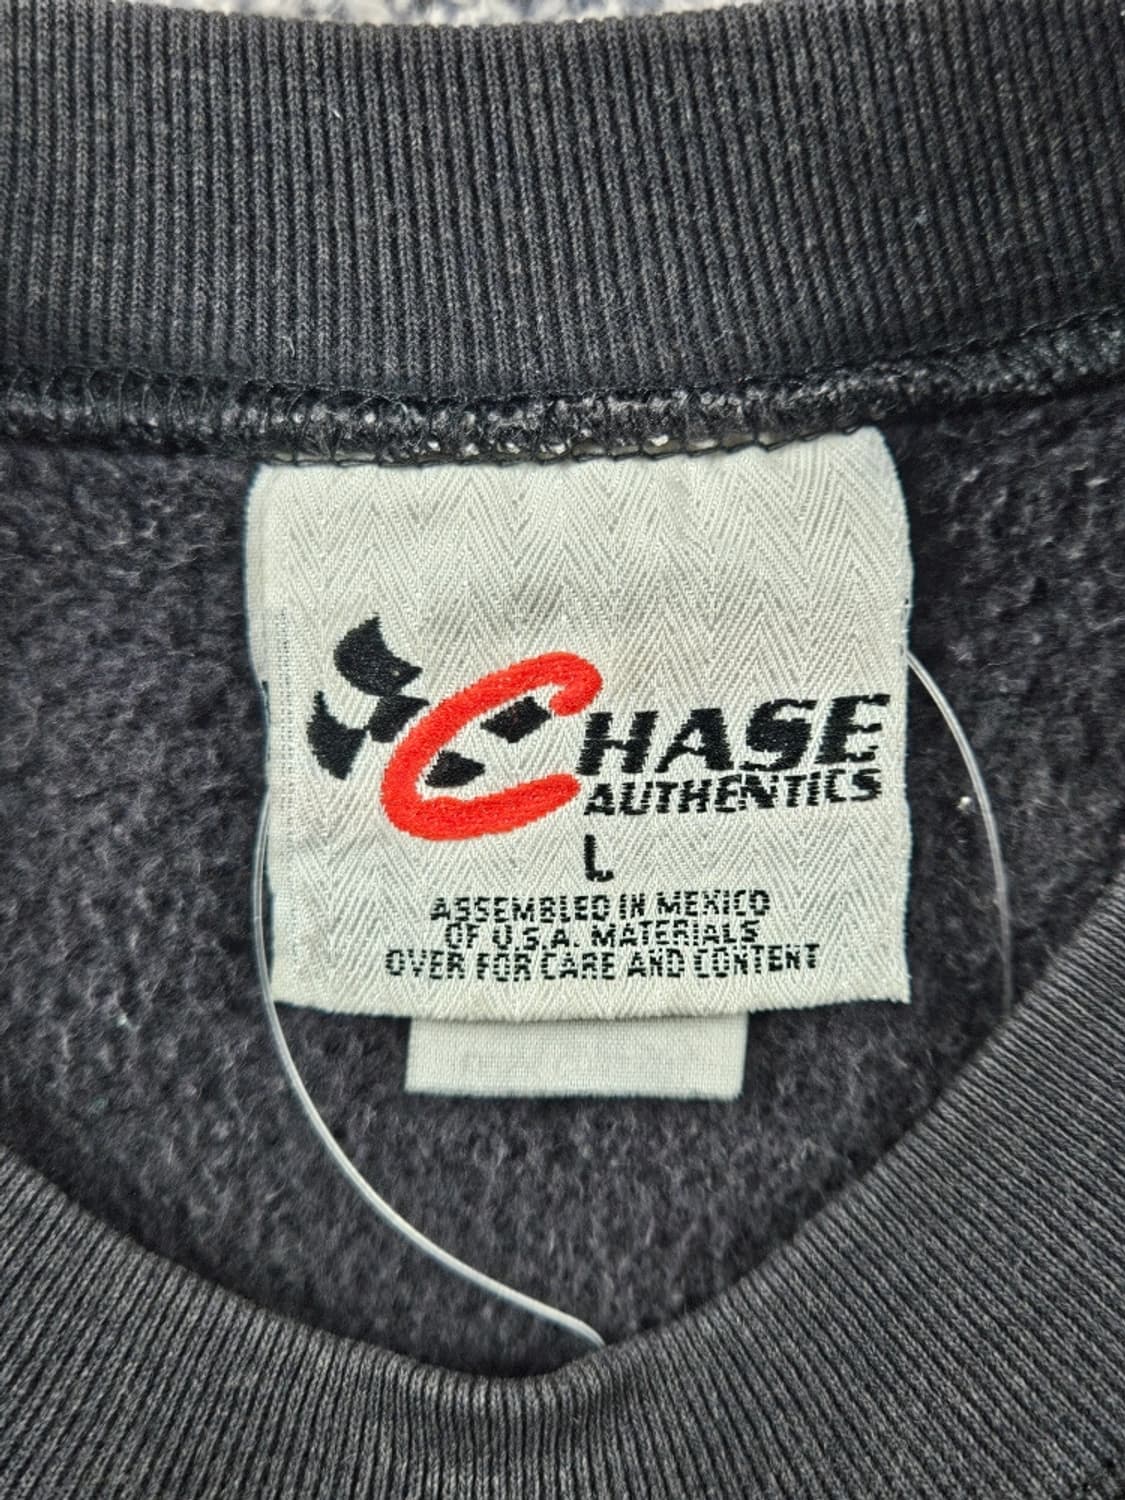 CHASE
AUTHENTICS
L
ASSEMBLED IN MEXICO
OF U.S.A. MATERIALS
OVER FOR CARE AND CONTENT